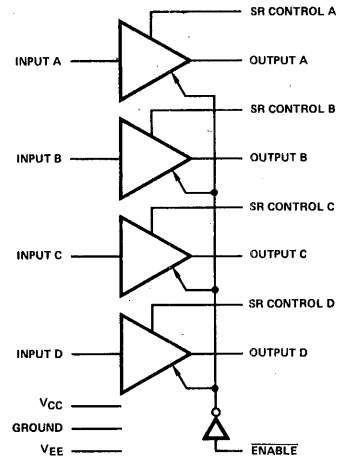 SR CONTROL A
INPUT A
OUTPUT A
SR CONTROL B
INPUT B
OUTPUT B
SR CONTROL C
INPUT C
OUTPUT C
SR CONTROL D
INPUT D
OUTPUT D
VCC
GROUND
VEE
ENABLE